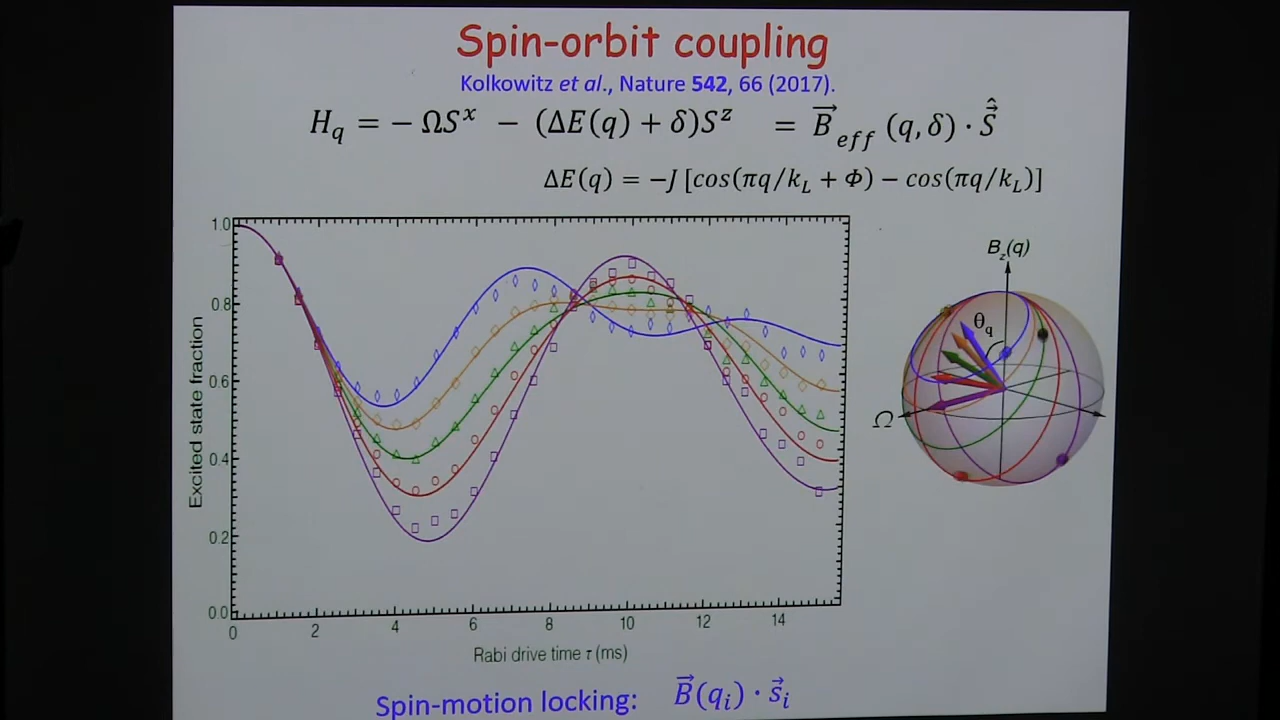 Spin-orbit coupling
Kolkowitz et al., Nature 542, 66 (2017).
H_q = − ΩS^x − (ΔE(q) + δ)S^z = B⃗_eff (q, δ) · Ŝ⃗
ΔE(q) = −J [cos(πq/k_L + Φ) − cos(πq/k_L)]
1.0
0.8
0.6
0.4
0.2
0.0
Excited state fraction
0 2 4 6 8 10 12 14
Rabi drive time τ (ms)
B_z(q)
θ_q
Ω
Spin-motion locking: B⃗(q_i) · s⃗_i